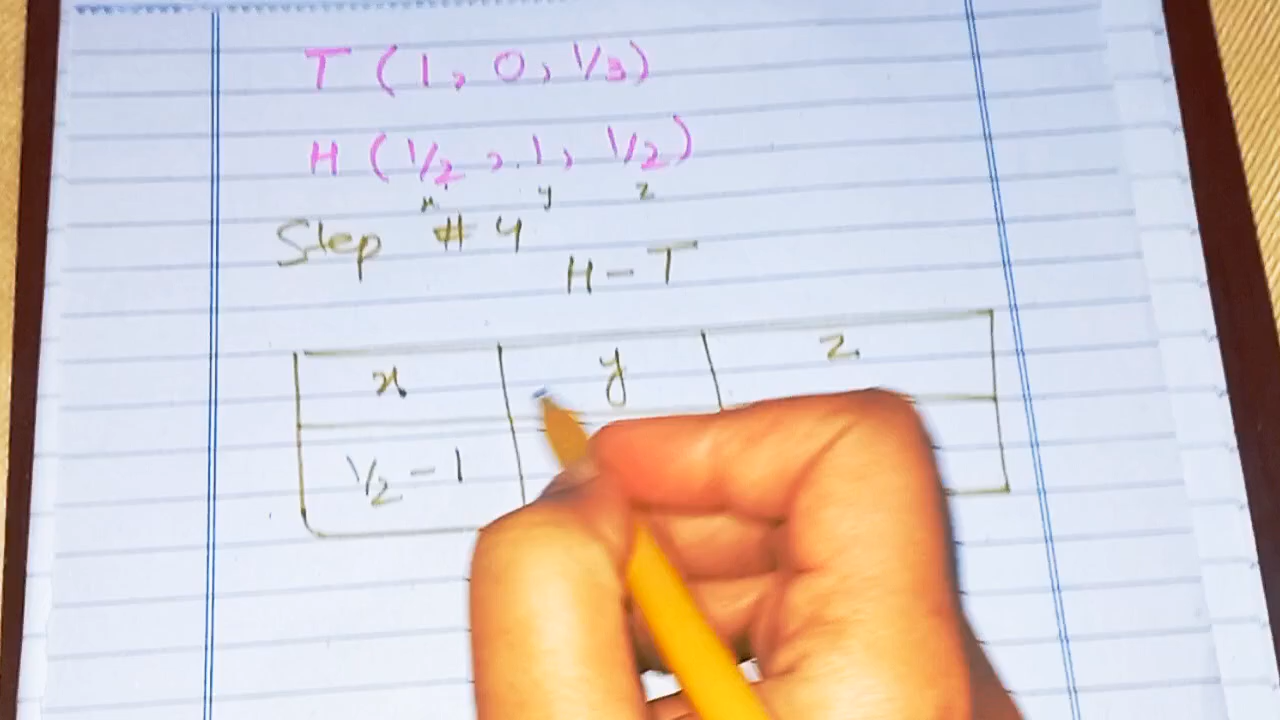 T (1, 0, 1/3)
H (1/2, 1, 1/2)
x y z
Step # 4
H - T
x y z
1/2 - 1